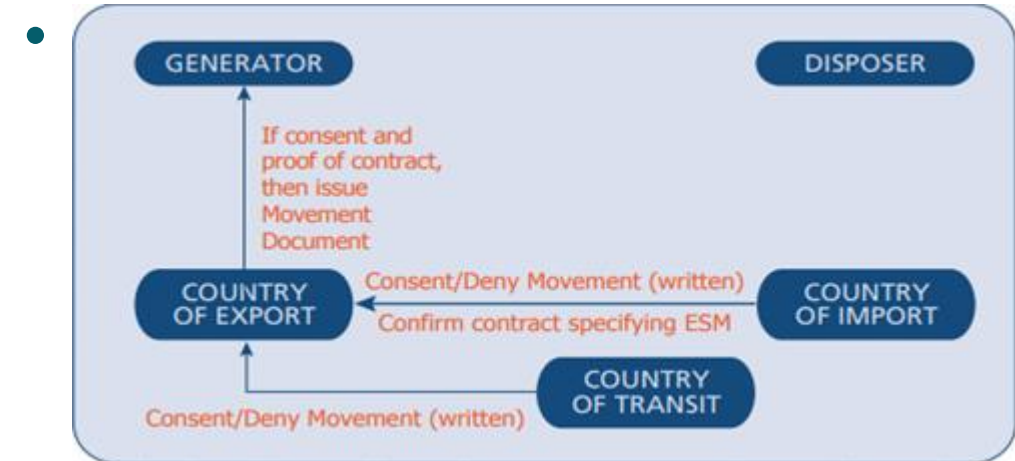 GENERATOR
DISPOSER
If consent and
proof of contract,
then issue
Movement
Document
Consent/Deny Movement (written)
COUNTRY
OF EXPORT
COUNTRY
OF IMPORT
Confirm contract specifying ESM
COUNTRY
OF TRANSIT
Consent/Deny Movement (written)